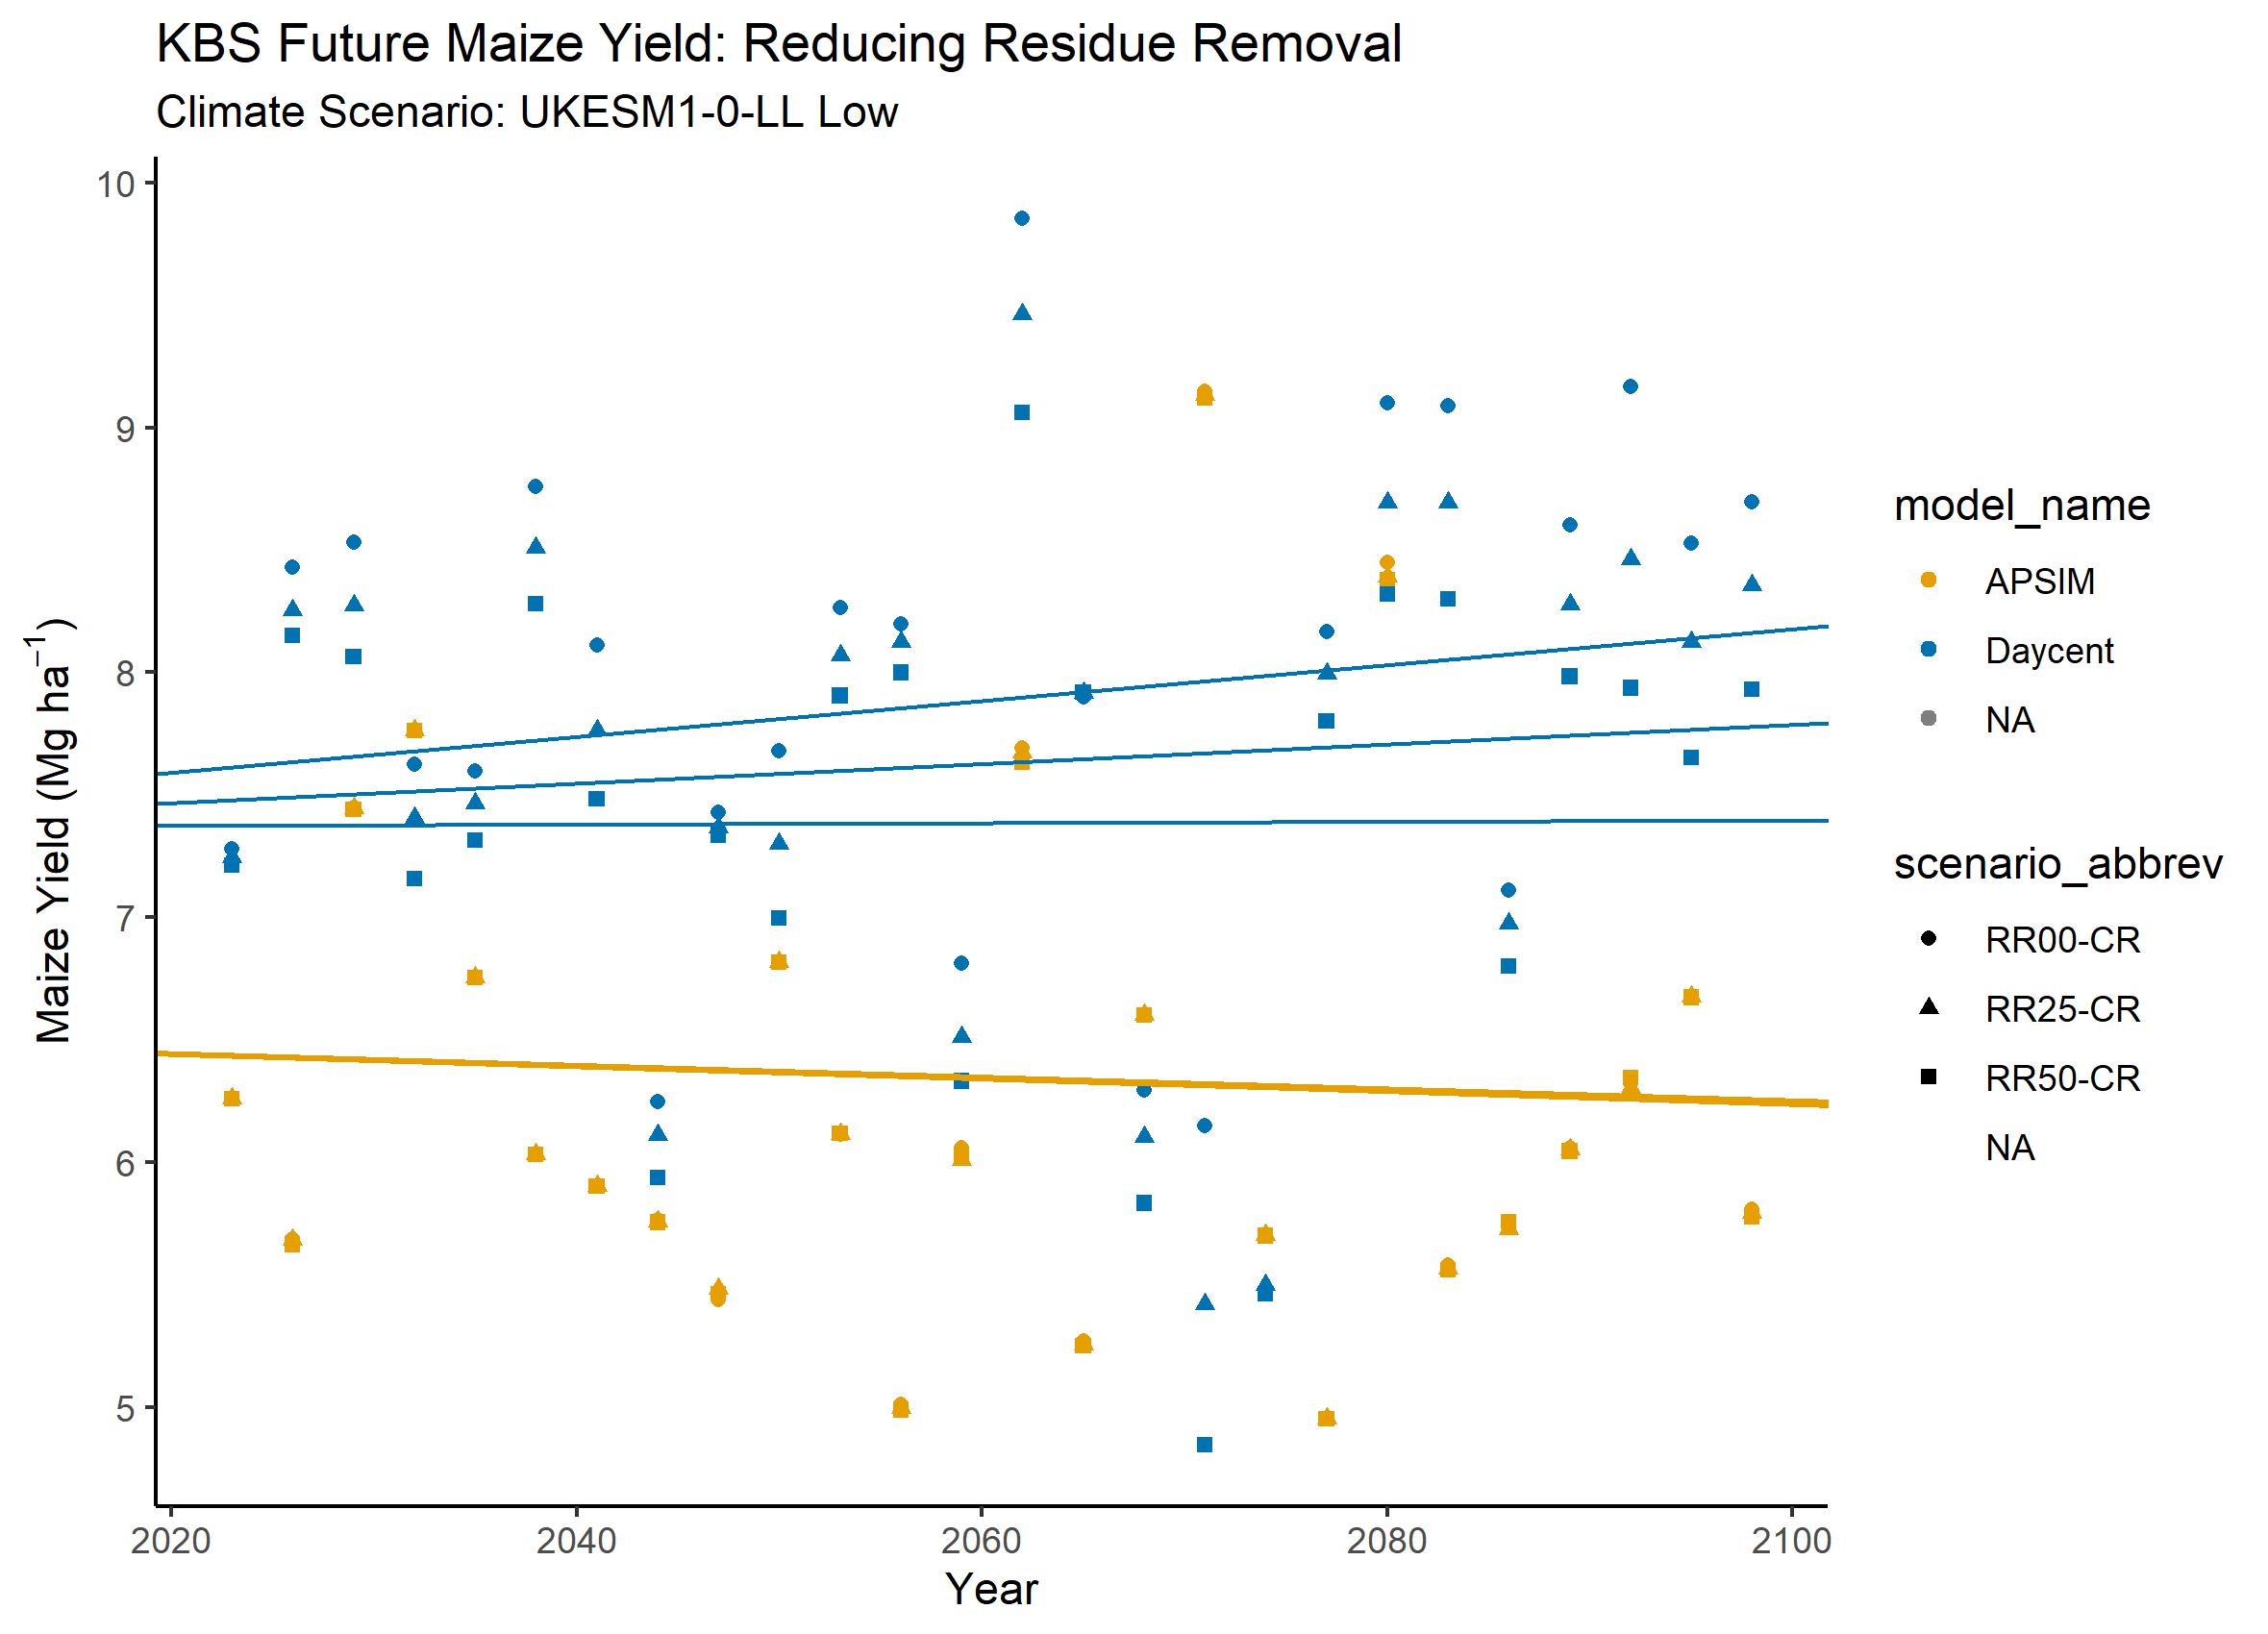 KBS Future Maize Yield: Reducing Residue Removal
Climate Scenario: UKESM1-0-LL Low
Maize Yield (Mg ha⁻¹)
10
9
8
7
6
5
2020
2040
2060
2080
2100
Year
model_name
APSIM
Daycent
NA
scenario_abbrev
RR00-CR
RR25-CR
RR50-CR
NA